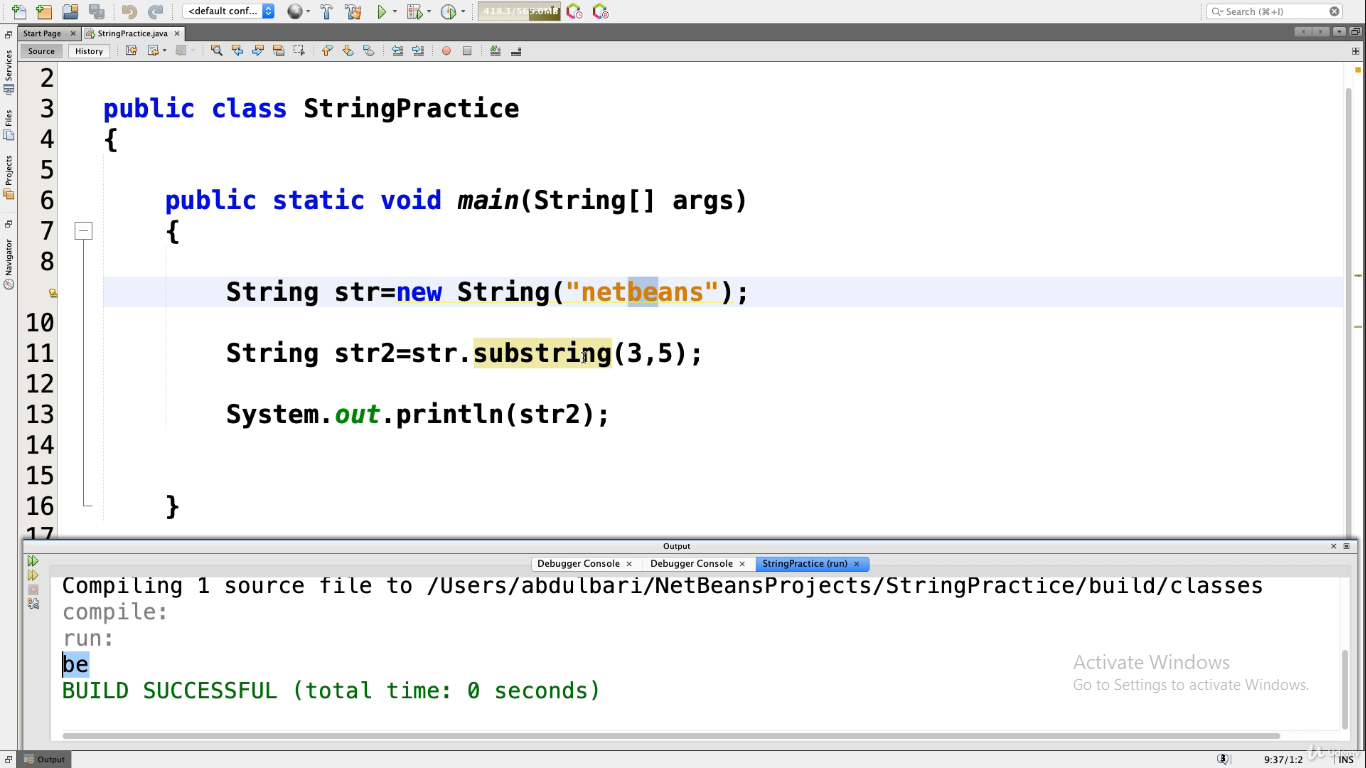 <default conf...
418.3/565.0MB
Search (⌘+I)
Start Page
StringPractice.java
Source
History
Services
Files
Projects
Navigator
2
3 public class StringPractice
4 {
5
6 public static void main(String[] args)
7 {
8
String str=new String("netbeans");
10
11 String str2=str.substring(3,5);
12
13 System.out.println(str2);
14
15
16 }
17
Output
Debugger Console
Debugger Console
StringPractice (run)
Compiling 1 source file to /Users/abdulbari/NetBeansProjects/StringPractice/build/classes
compile:
run:
be
BUILD SUCCESSFUL (total time: 0 seconds)
Activate Windows
Go to Settings to activate Windows.
Output
9:37/1:2
INS
Udemy